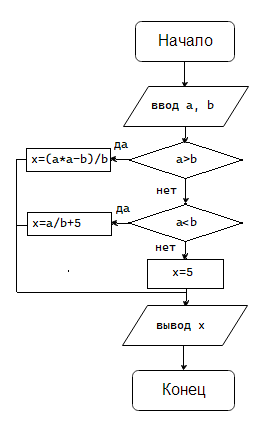 Начало
ввод a, b
да
x=(a*a-b)/b
a>b
нет
да
x=a/b+5
a<b
нет
x=5
вывод x
Конец